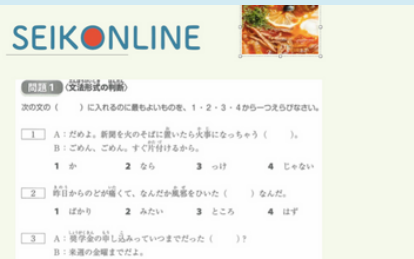 SEIKONLINE
問題1 〈文法形式の判断〉
次の文の（　）に入れるのに最もよいものを、1・2・3・4から一つえらびなさい。
1 A：だめよ。新聞を火のそばに置いたら火事になっちゃう（　）。
B：ごめん、ごめん。すぐ片付けるから。
1 か 2 なら 3 っけ 4 じゃない
2 昨日からのどが痛くて、なんだか風邪をひいた（　）なんだ。
1 ばかり 2 みたい 3 ところ 4 はず
3 A：奨学金の申し込みっていつまでだった（　）？
B：来週の金曜までだよ。